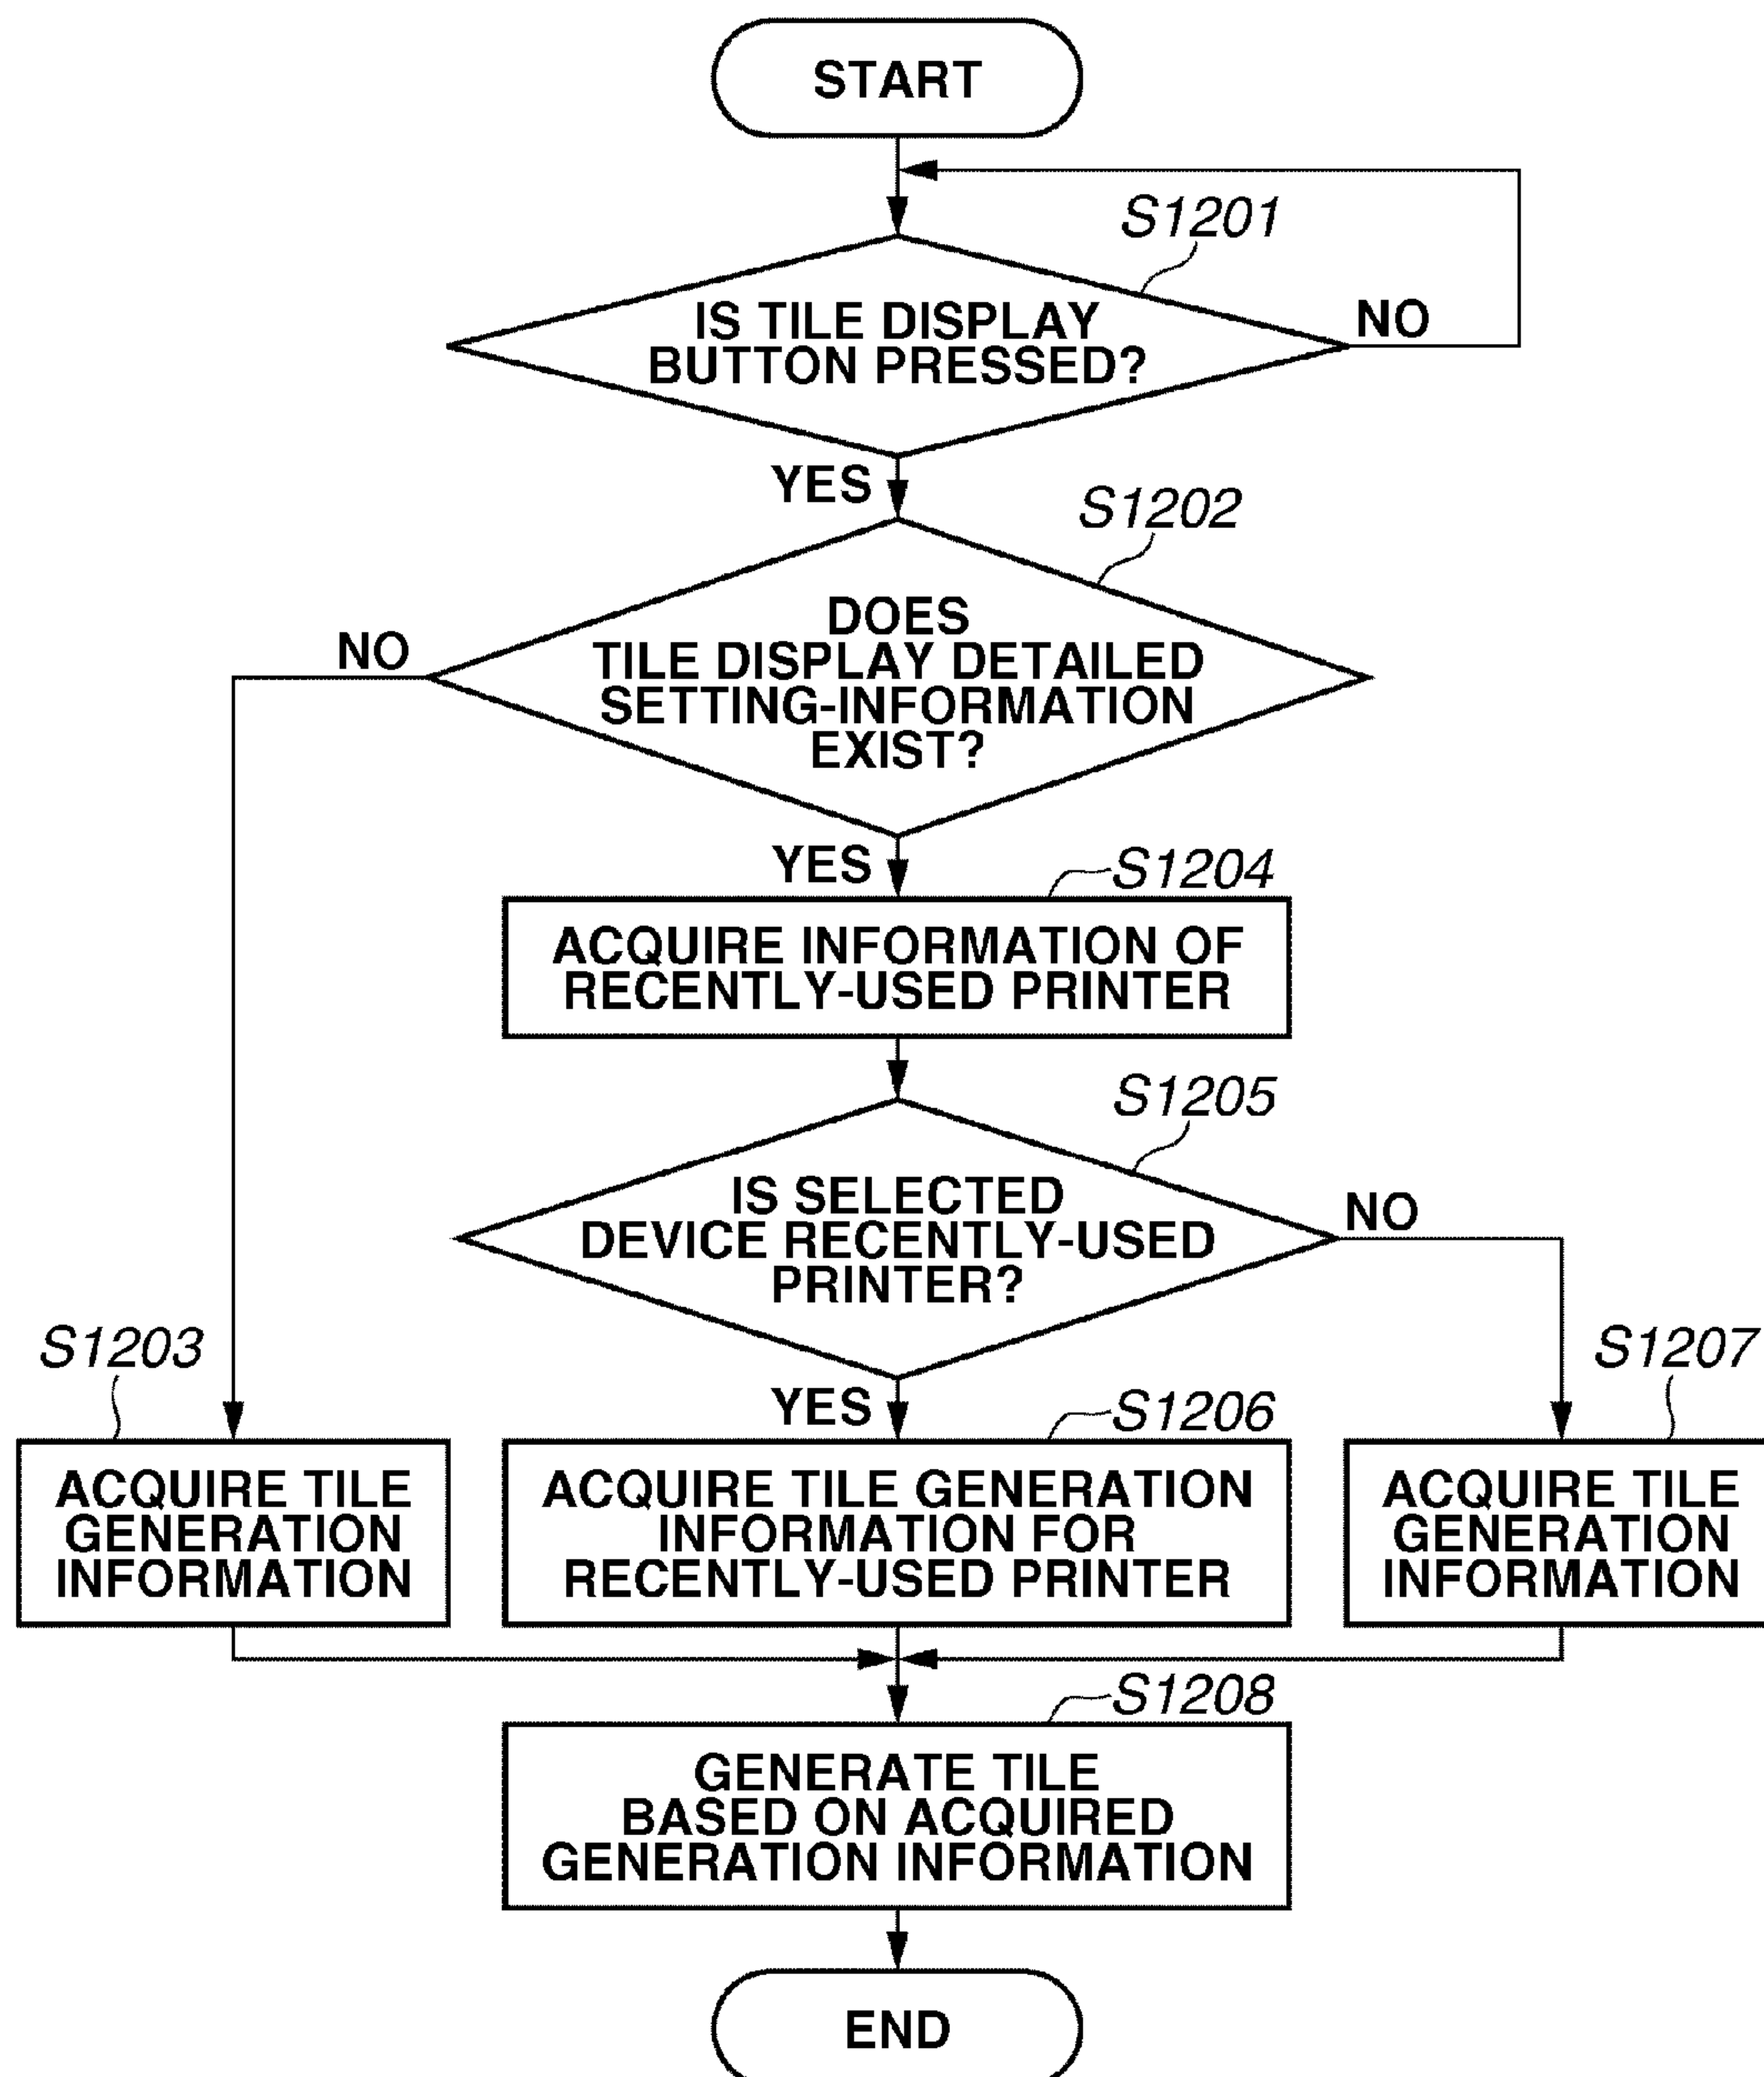 START
S1201
IS TILE DISPLAY
BUTTON PRESSED?
NO
YES
S1202
DOES
TILE DISPLAY DETAILED
SETTING-INFORMATION
EXIST?
NO
YES
S1204
ACQUIRE INFORMATION OF
RECENTLY-USED PRINTER
S1205
IS SELECTED
DEVICE RECENTLY-USED
PRINTER?
NO
YES
S1203
ACQUIRE TILE
GENERATION
INFORMATION
S1206
ACQUIRE TILE GENERATION
INFORMATION FOR
RECENTLY-USED PRINTER
S1207
ACQUIRE TILE
GENERATION
INFORMATION
S1208
GENERATE TILE
BASED ON ACQUIRED
GENERATION INFORMATION
END